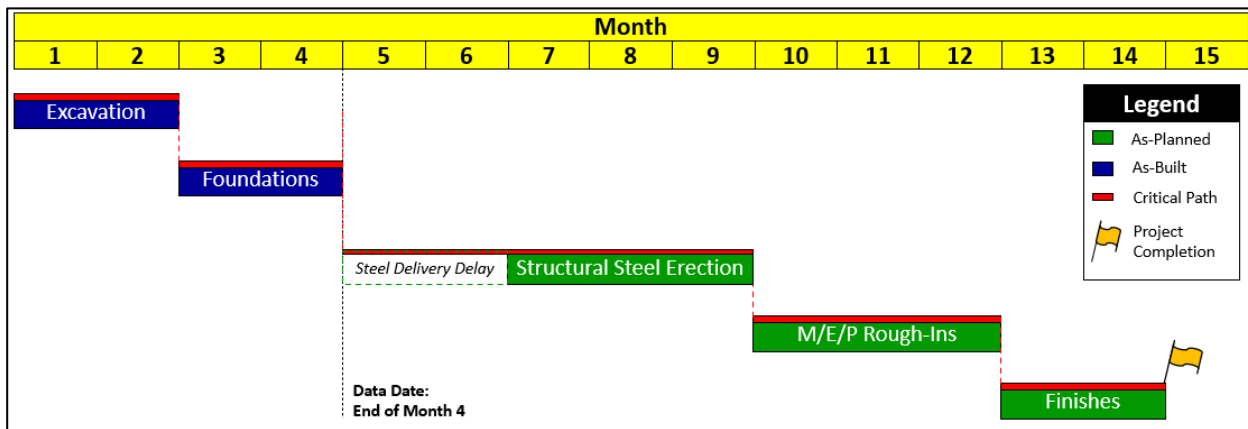 Month
1 2 3 4 5 6 7 8 9 10 11 12 13 14 15
Excavation
Foundations
Steel Delivery Delay
Structural Steel Erection
M/E/P Rough-Ins
Finishes
Data Date:
End of Month 4
Legend
As-Planned
As-Built
Critical Path
Project
Completion